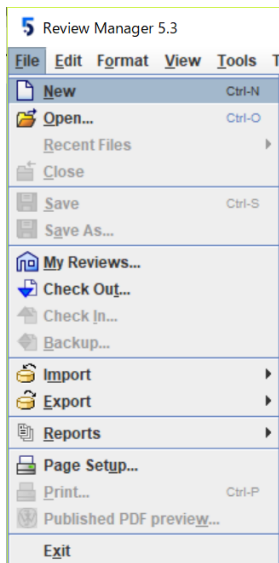 5 Review Manager 5.3
File Edit Format View Tools T
New Ctrl-N
Open... Ctrl-O
Recent Files
Close
Save Ctrl-S
Save As...
My Reviews...
Check Out...
Check In...
Backup...
Import
Export
Reports
Page Setup...
Print... Ctrl-P
Published PDF preview...
Exit